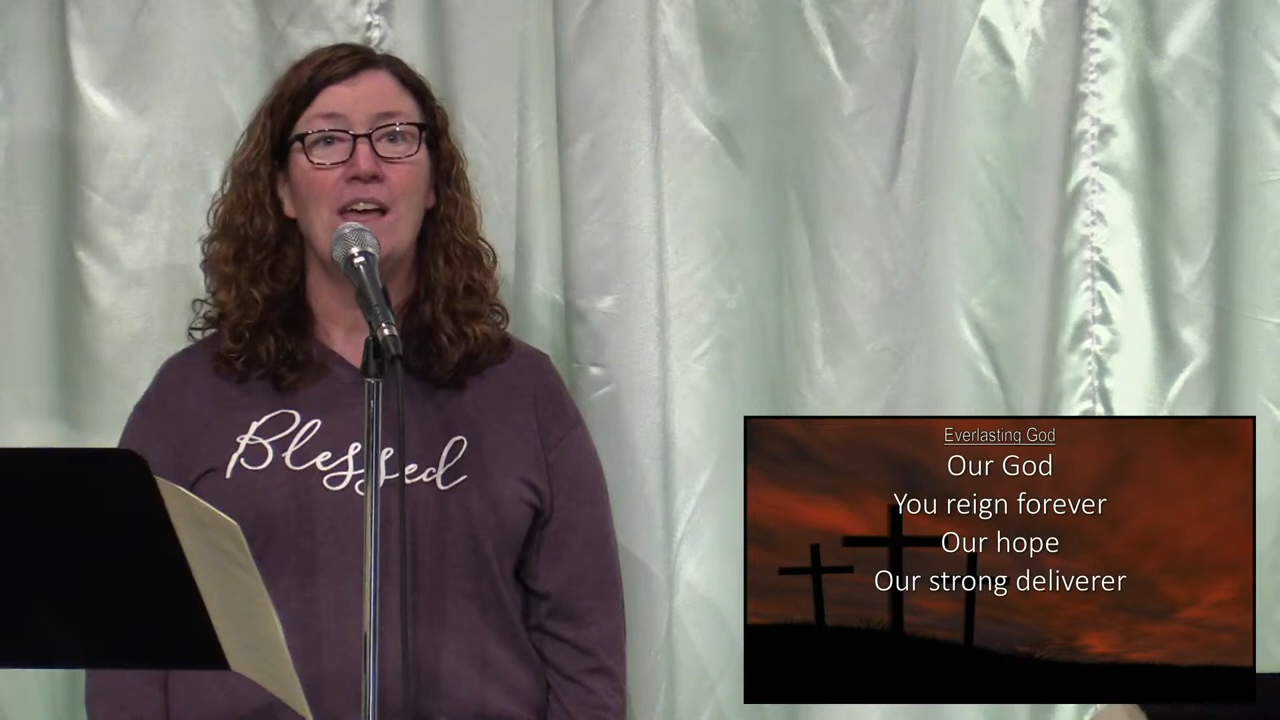 Blessed
Everlasting God
Our God
You reign forever
Our hope
Our strong deliverer